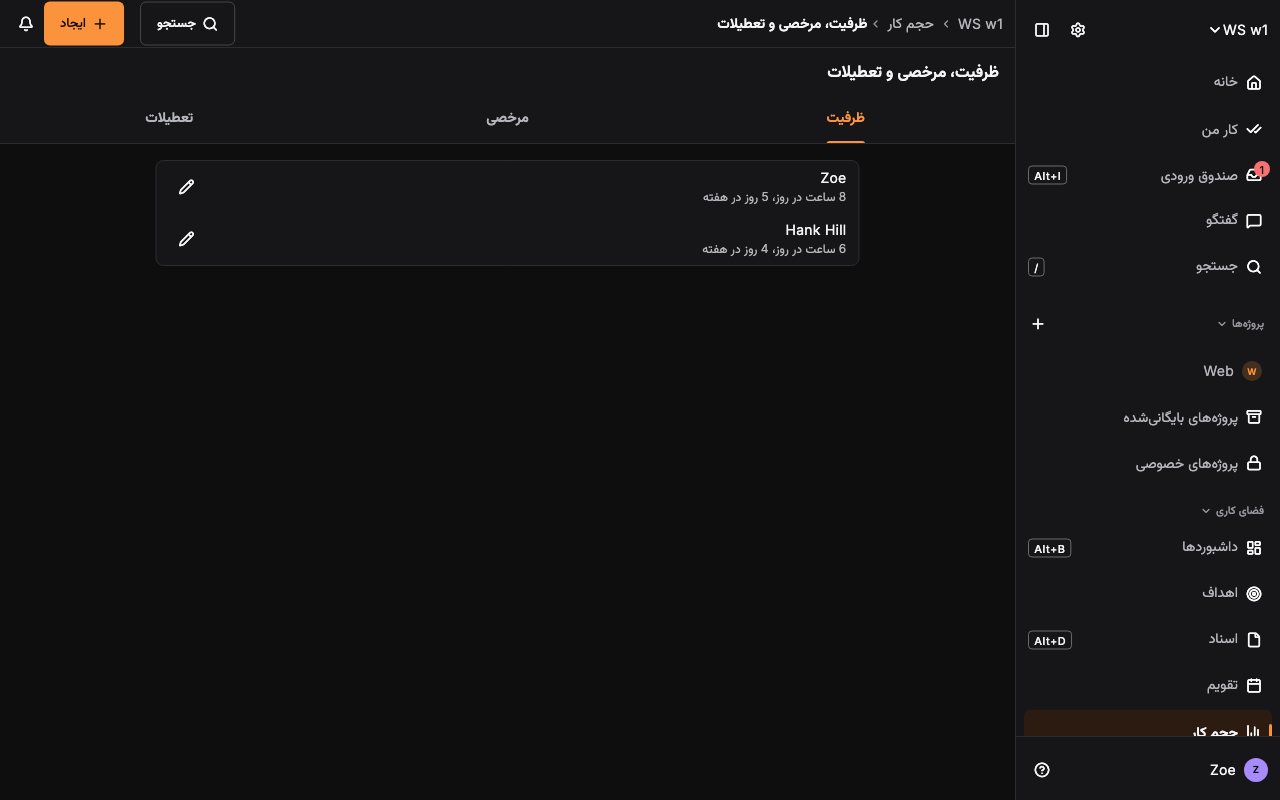 WS w1
خانه
کار من
صندوق ورودی
1
Alt+I
گفتگو
جستجو
/
پروژه‌ها
W
Web
پروژه‌های بایگانی‌شده
پروژه‌های خصوصی
فضای کاری
داشبوردها
Alt+B
اهداف
اسناد
Alt+D
تقویم
حجم کار
Z
Zoe
WS w1 › حجم کار › ظرفیت، مرخصی و تعطیلات
جستجو
ایجاد
ظرفیت، مرخصی و تعطیلات
ظرفیت
مرخصی
تعطیلات
Zoe
8 ساعت در روز، 5 روز در هفته
Hank Hill
6 ساعت در روز، 4 روز در هفته